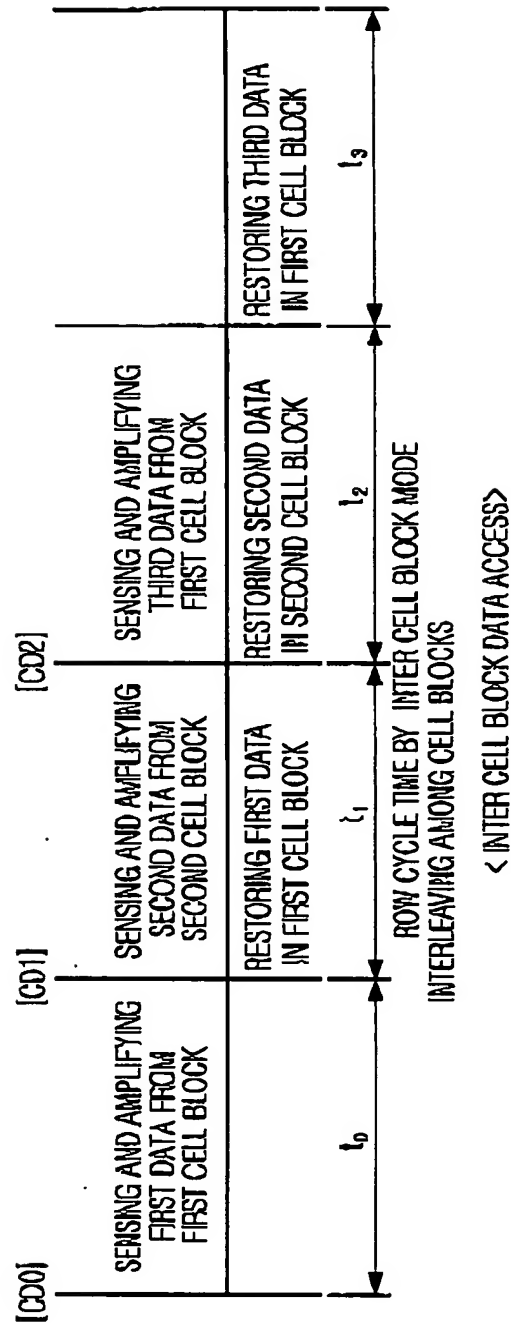 [CD0]
[CD1]
[CD2]
SENSING AND AMPLIFYING
FIRST DATA FROM
FIRST CELL BLOCK
SENSING AND AMPLIFYING
SECOND DATA FROM
SECOND CELL BLOCK
SENSING AND AMPLIFYING
THIRD DATA FROM
FIRST CELL BLOCK
RESTORING FIRST DATA
IN FIRST CELL BLOCK
RESTORING SECOND DATA
IN SECOND CELL BLOCK
RESTORING THIRD DATA
IN FIRST CELL BLOCK
t0
t1
t2
t3
ROW CYCLE TIME BY INTER CELL BLOCK MODE
INTERLEAVING AMONG CELL BLOCKS
< INTER CELL BLOCK DATA ACCESS>